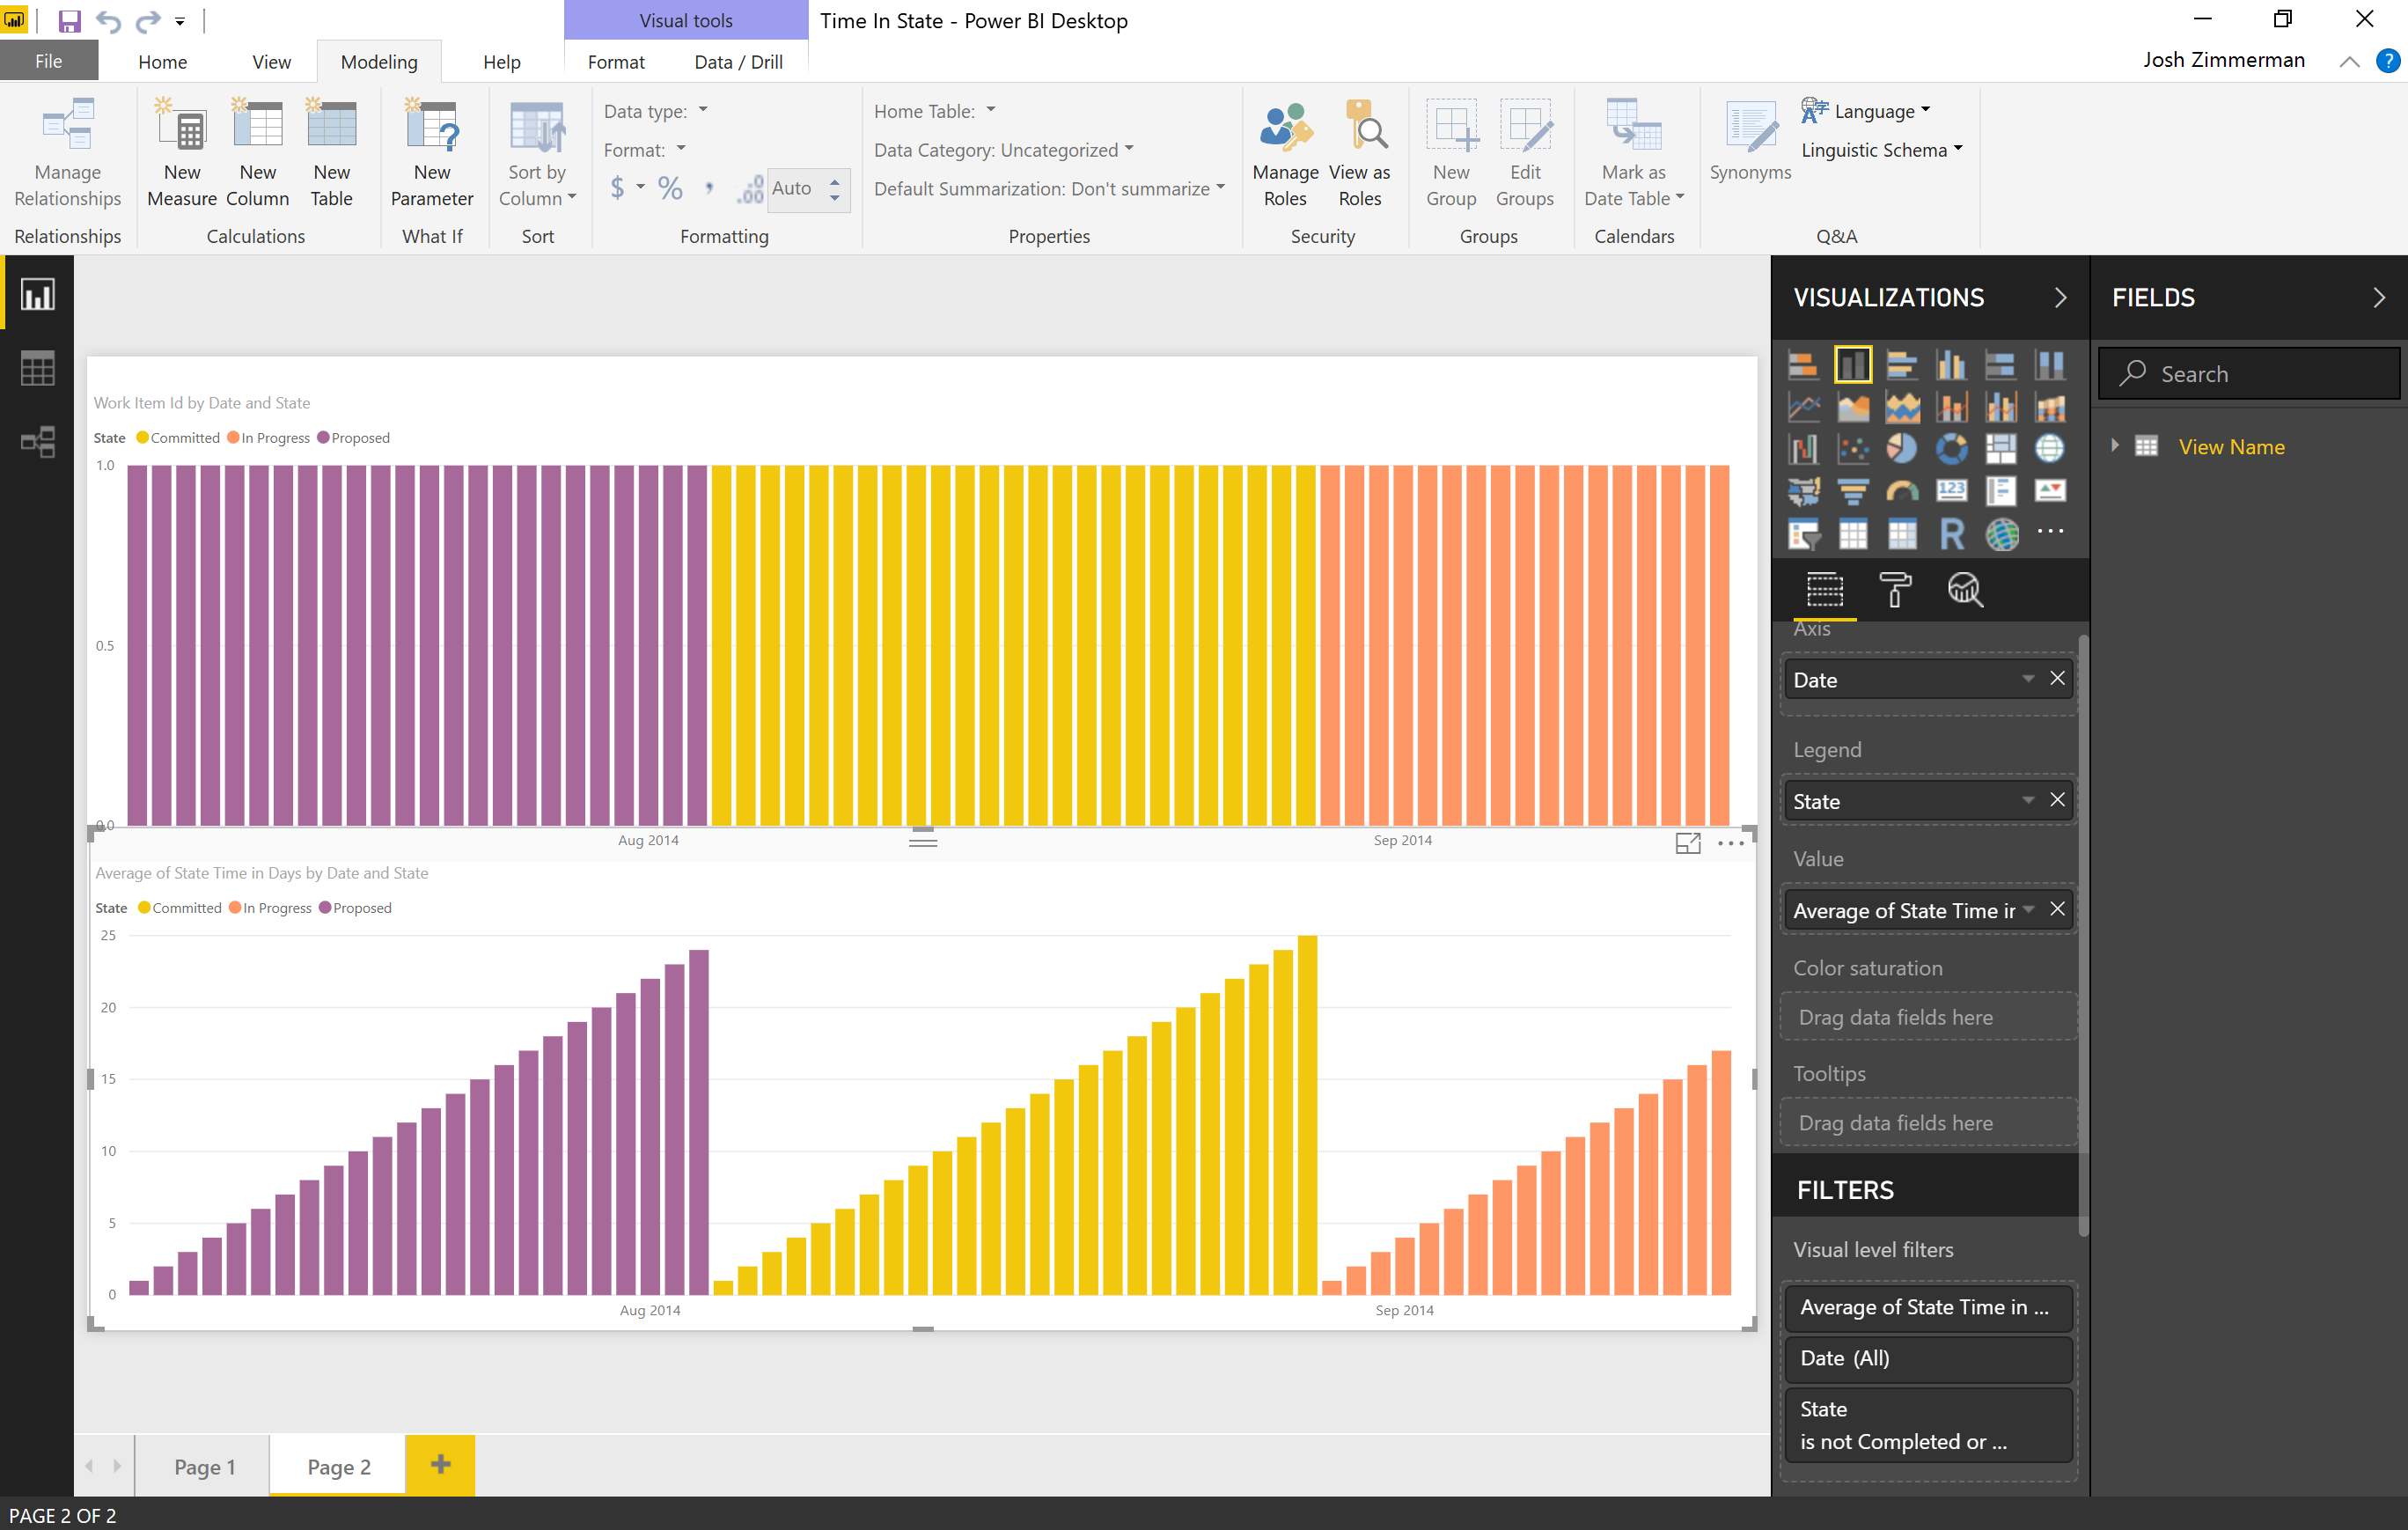 Visual tools
Time In State - Power BI Desktop
File
Home
View
Modeling
Help
Format
Data / Drill
Josh Zimmerman
?
Manage
Relationships
Relationships
New
Measure
New
Column
New
Table
Calculations
New
Parameter
What If
Sort by
Column
Sort
Data type:
Format:
$ % , .0 .00 Auto
Formatting
Home Table:
Data Category: Uncategorized
Default Summarization: Don't summarize
Properties
Manage
Roles
View as
Roles
Security
New
Group
Edit
Groups
Groups
Mark as
Date Table
Calendars
Synonyms
Language
Linguistic Schema
Q&A
Work Item Id by Date and State
State Committed In Progress Proposed
1.0
0.5
0.0
Aug 2014
Sep 2014
Average of State Time in Days by Date and State
State Committed In Progress Proposed
25
20
15
10
5
0
Aug 2014
Sep 2014
VISUALIZATIONS
123
R
Axis
Date
Legend
State
Value
Average of State Time ir
Color saturation
Drag data fields here
Tooltips
Drag data fields here
FILTERS
Visual level filters
Average of State Time in ...
Date (All)
State
is not Completed or ...
FIELDS
Search
View Name
Page 1
Page 2
+
PAGE 2 OF 2